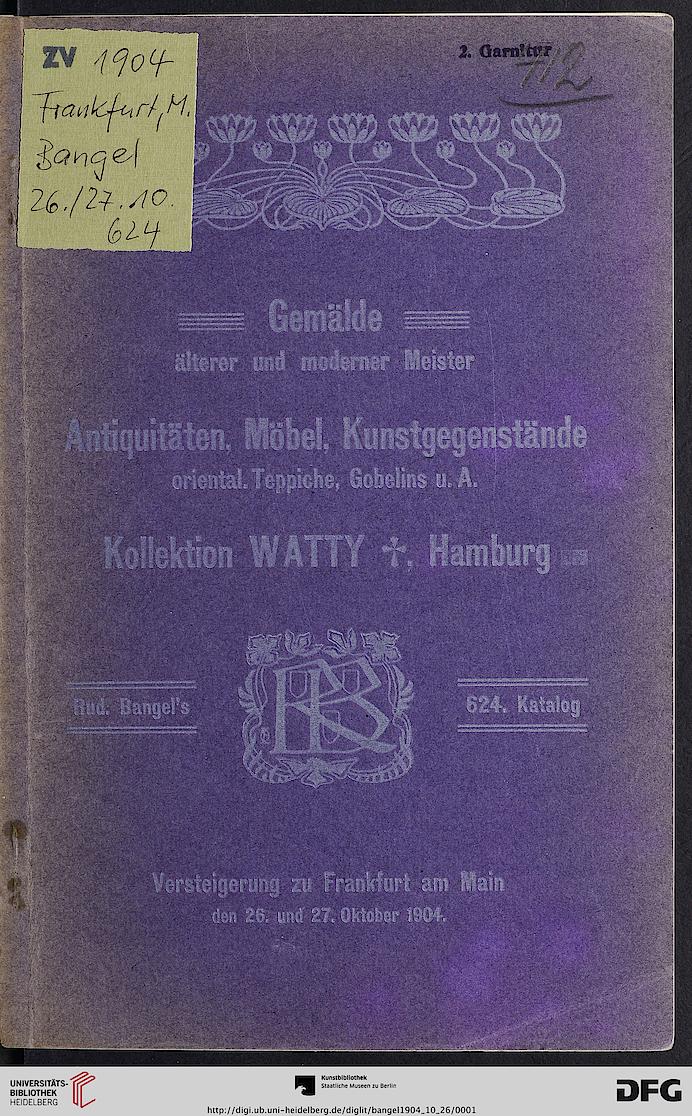 ZV 1904
Frankfurt, M.
Bangel
26./27.10.
624
2. Garnitur
Gemälde
älterer und moderner Meister
Antiquitäten, Möbel, Kunstgegenstände
oriental. Teppiche, Gobelins u. A.
Kollektion WATTY ✝, Hamburg
Rud. Bangel's
RB
624. Katalog
Versteigerung zu Frankfurt am Main
den 26. und 27. Oktober 1904.
UNIVERSITÄTS-
BIBLIOTHEK
HEIDELBERG
Kunstbibliothek
Staatliche Museen zu Berlin
http://digi.ub.uni-heidelberg.de/diglit/bangel1904_10_26/0001
DFG